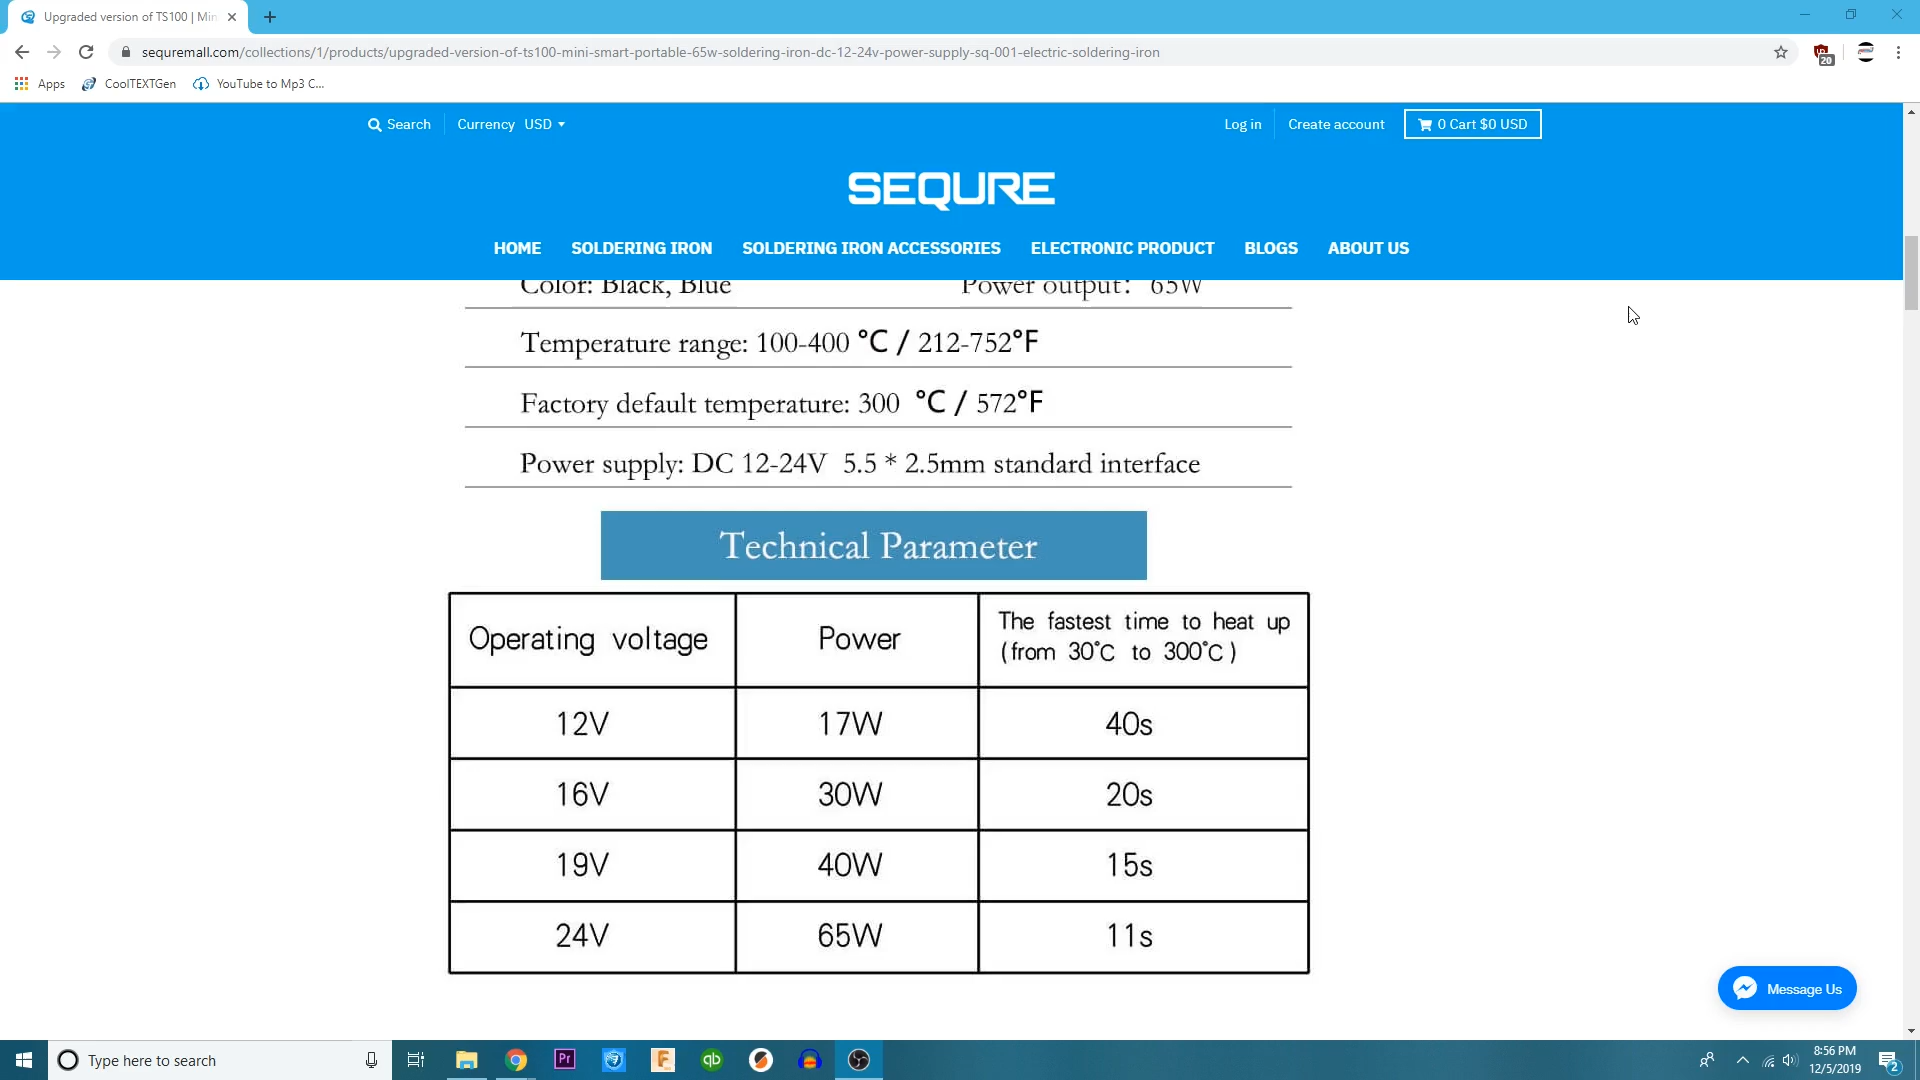 Upgraded version of TS100 | Min
sequremall.com/collections/1/products/upgraded-version-of-ts100-mini-smart-portable-65w-soldering-iron-dc-12-24v-power-supply-sq-001-electric-soldering-iron
20
Apps CoolTEXTGen YouTube to Mp3 C...
Search Currency USD Log in Create account 0 Cart $0 USD
SEQURE
HOME SOLDERING IRON SOLDERING IRON ACCESSORIES ELECTRONIC PRODUCT BLOGS ABOUT US
Color: Black, Blue Power output: 65W
Temperature range: 100-400 °C / 212-752°F
Factory default temperature: 300 °C / 572°F
Power supply: DC 12-24V 5.5 * 2.5mm standard interface
Technical Parameter
Operating voltage Power The fastest time to heat up
(from 30°C to 300°C)
12V 17W 40s
16V 30W 20s
19V 40W 15s
24V 65W 11s
Message Us
Type here to search
Pr
F
qb
8:56 PM
12/5/2019
2